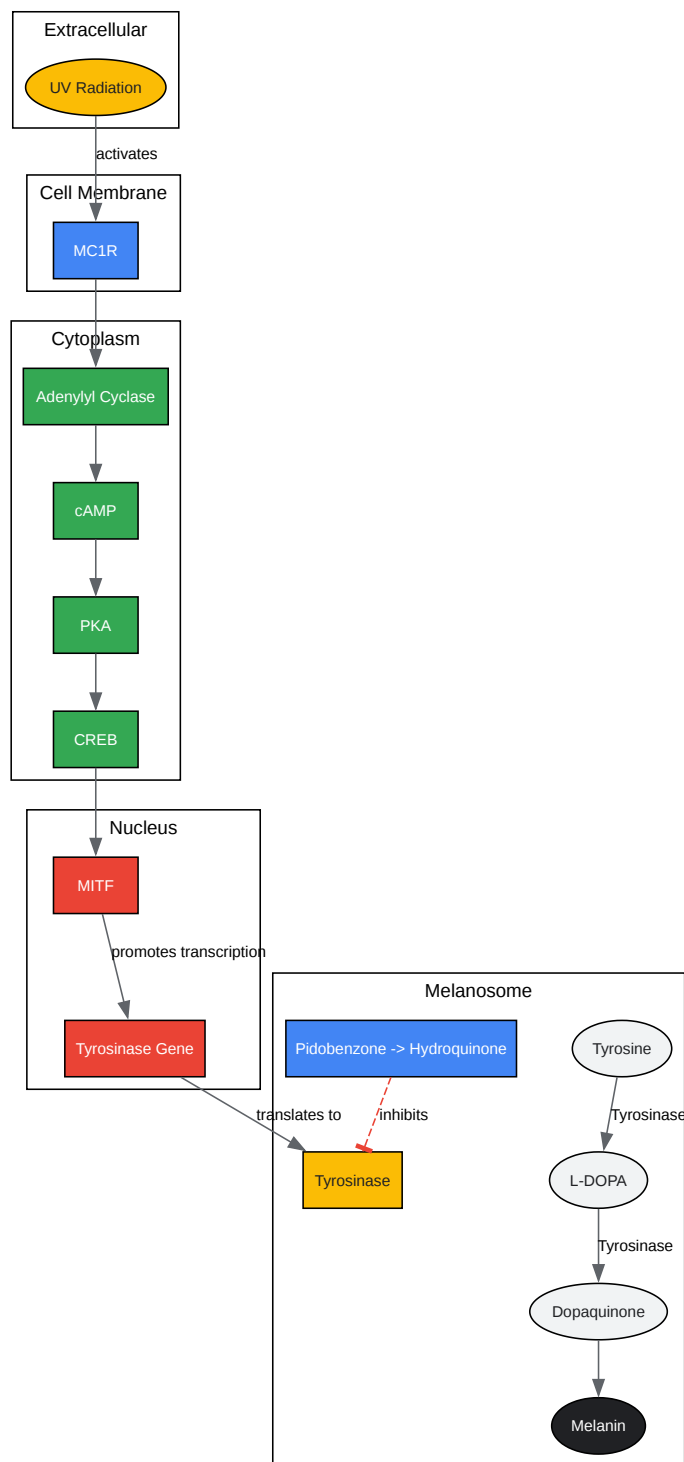 Extracellular
UV Radiation
activates
Cell Membrane
MC1R
Cytoplasm
Adenylyl Cyclase
cAMP
PKA
CREB
Nucleus
MITF
promotes transcription
Tyrosinase Gene
translates to
Melanosome
Pidobenzone -> Hydroquinone
inhibits
Tyrosinase
Tyrosine
Tyrosinase
L-DOPA
Tyrosinase
Dopaquinone
Melanin